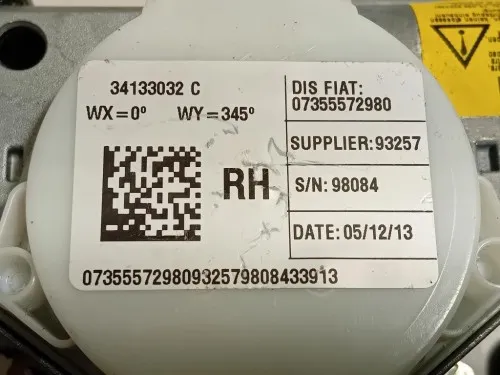 34133032 C
WX=0° WY=345°
RH
DIS FIAT:
07355572980
SUPPLIER:93257
S/N: 98084
DATE: 05/12/13
07355572980932579808433913